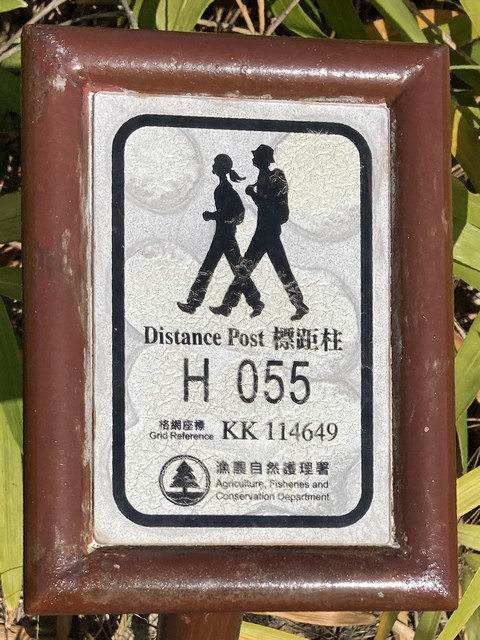 Distance Post 標距柱
H 055
格網座標
Grid Reference KK 114649
漁農自然護理署
Agriculture, Fisheries and
Conservation Department